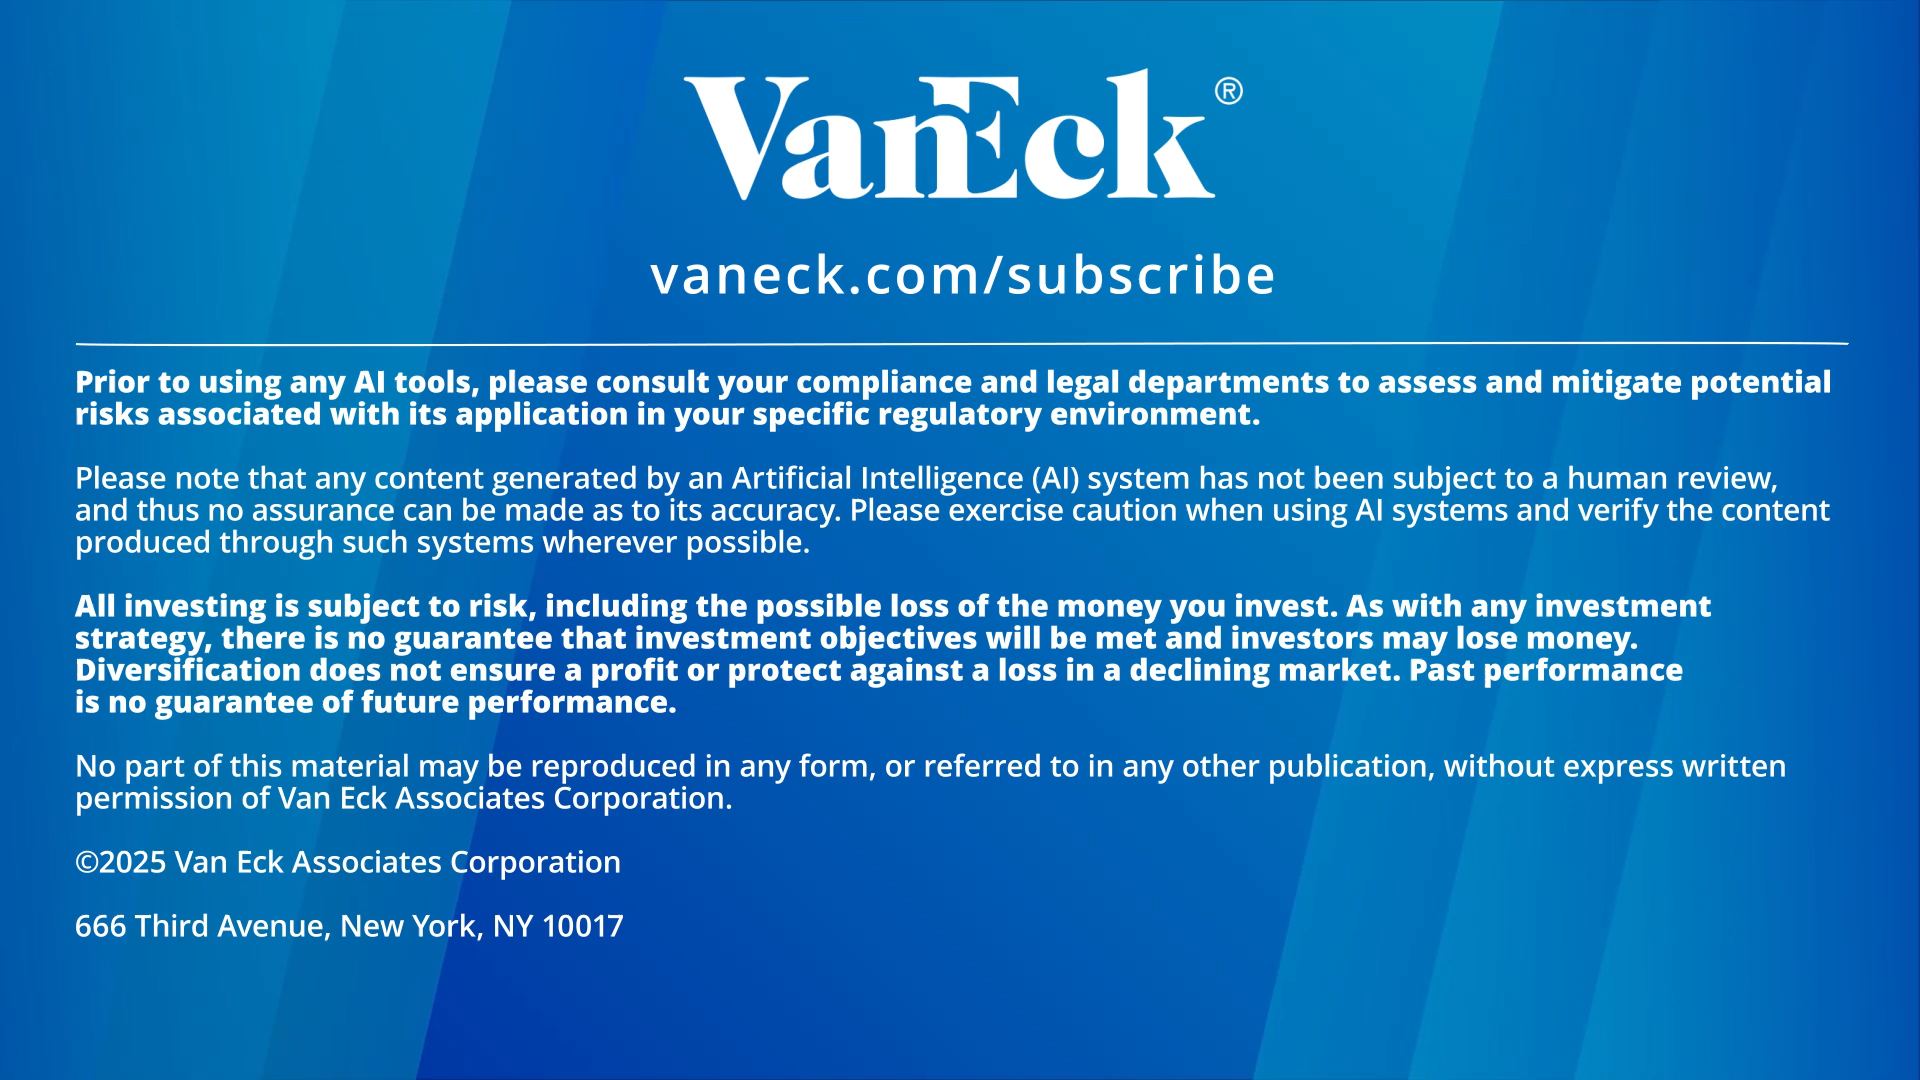 VanEck®
vaneck.com/subscribe
Prior to using any AI tools, please consult your compliance and legal departments to assess and mitigate potential
risks associated with its application in your specific regulatory environment.
Please note that any content generated by an Artificial Intelligence (AI) system has not been subject to a human review,
and thus no assurance can be made as to its accuracy. Please exercise caution when using AI systems and verify the content
produced through such systems wherever possible.
All investing is subject to risk, including the possible loss of the money you invest. As with any investment
strategy, there is no guarantee that investment objectives will be met and investors may lose money.
Diversification does not ensure a profit or protect against a loss in a declining market. Past performance
is no guarantee of future performance.
No part of this material may be reproduced in any form, or referred to in any other publication, without express written
permission of Van Eck Associates Corporation.
©2025 Van Eck Associates Corporation
666 Third Avenue, New York, NY 10017